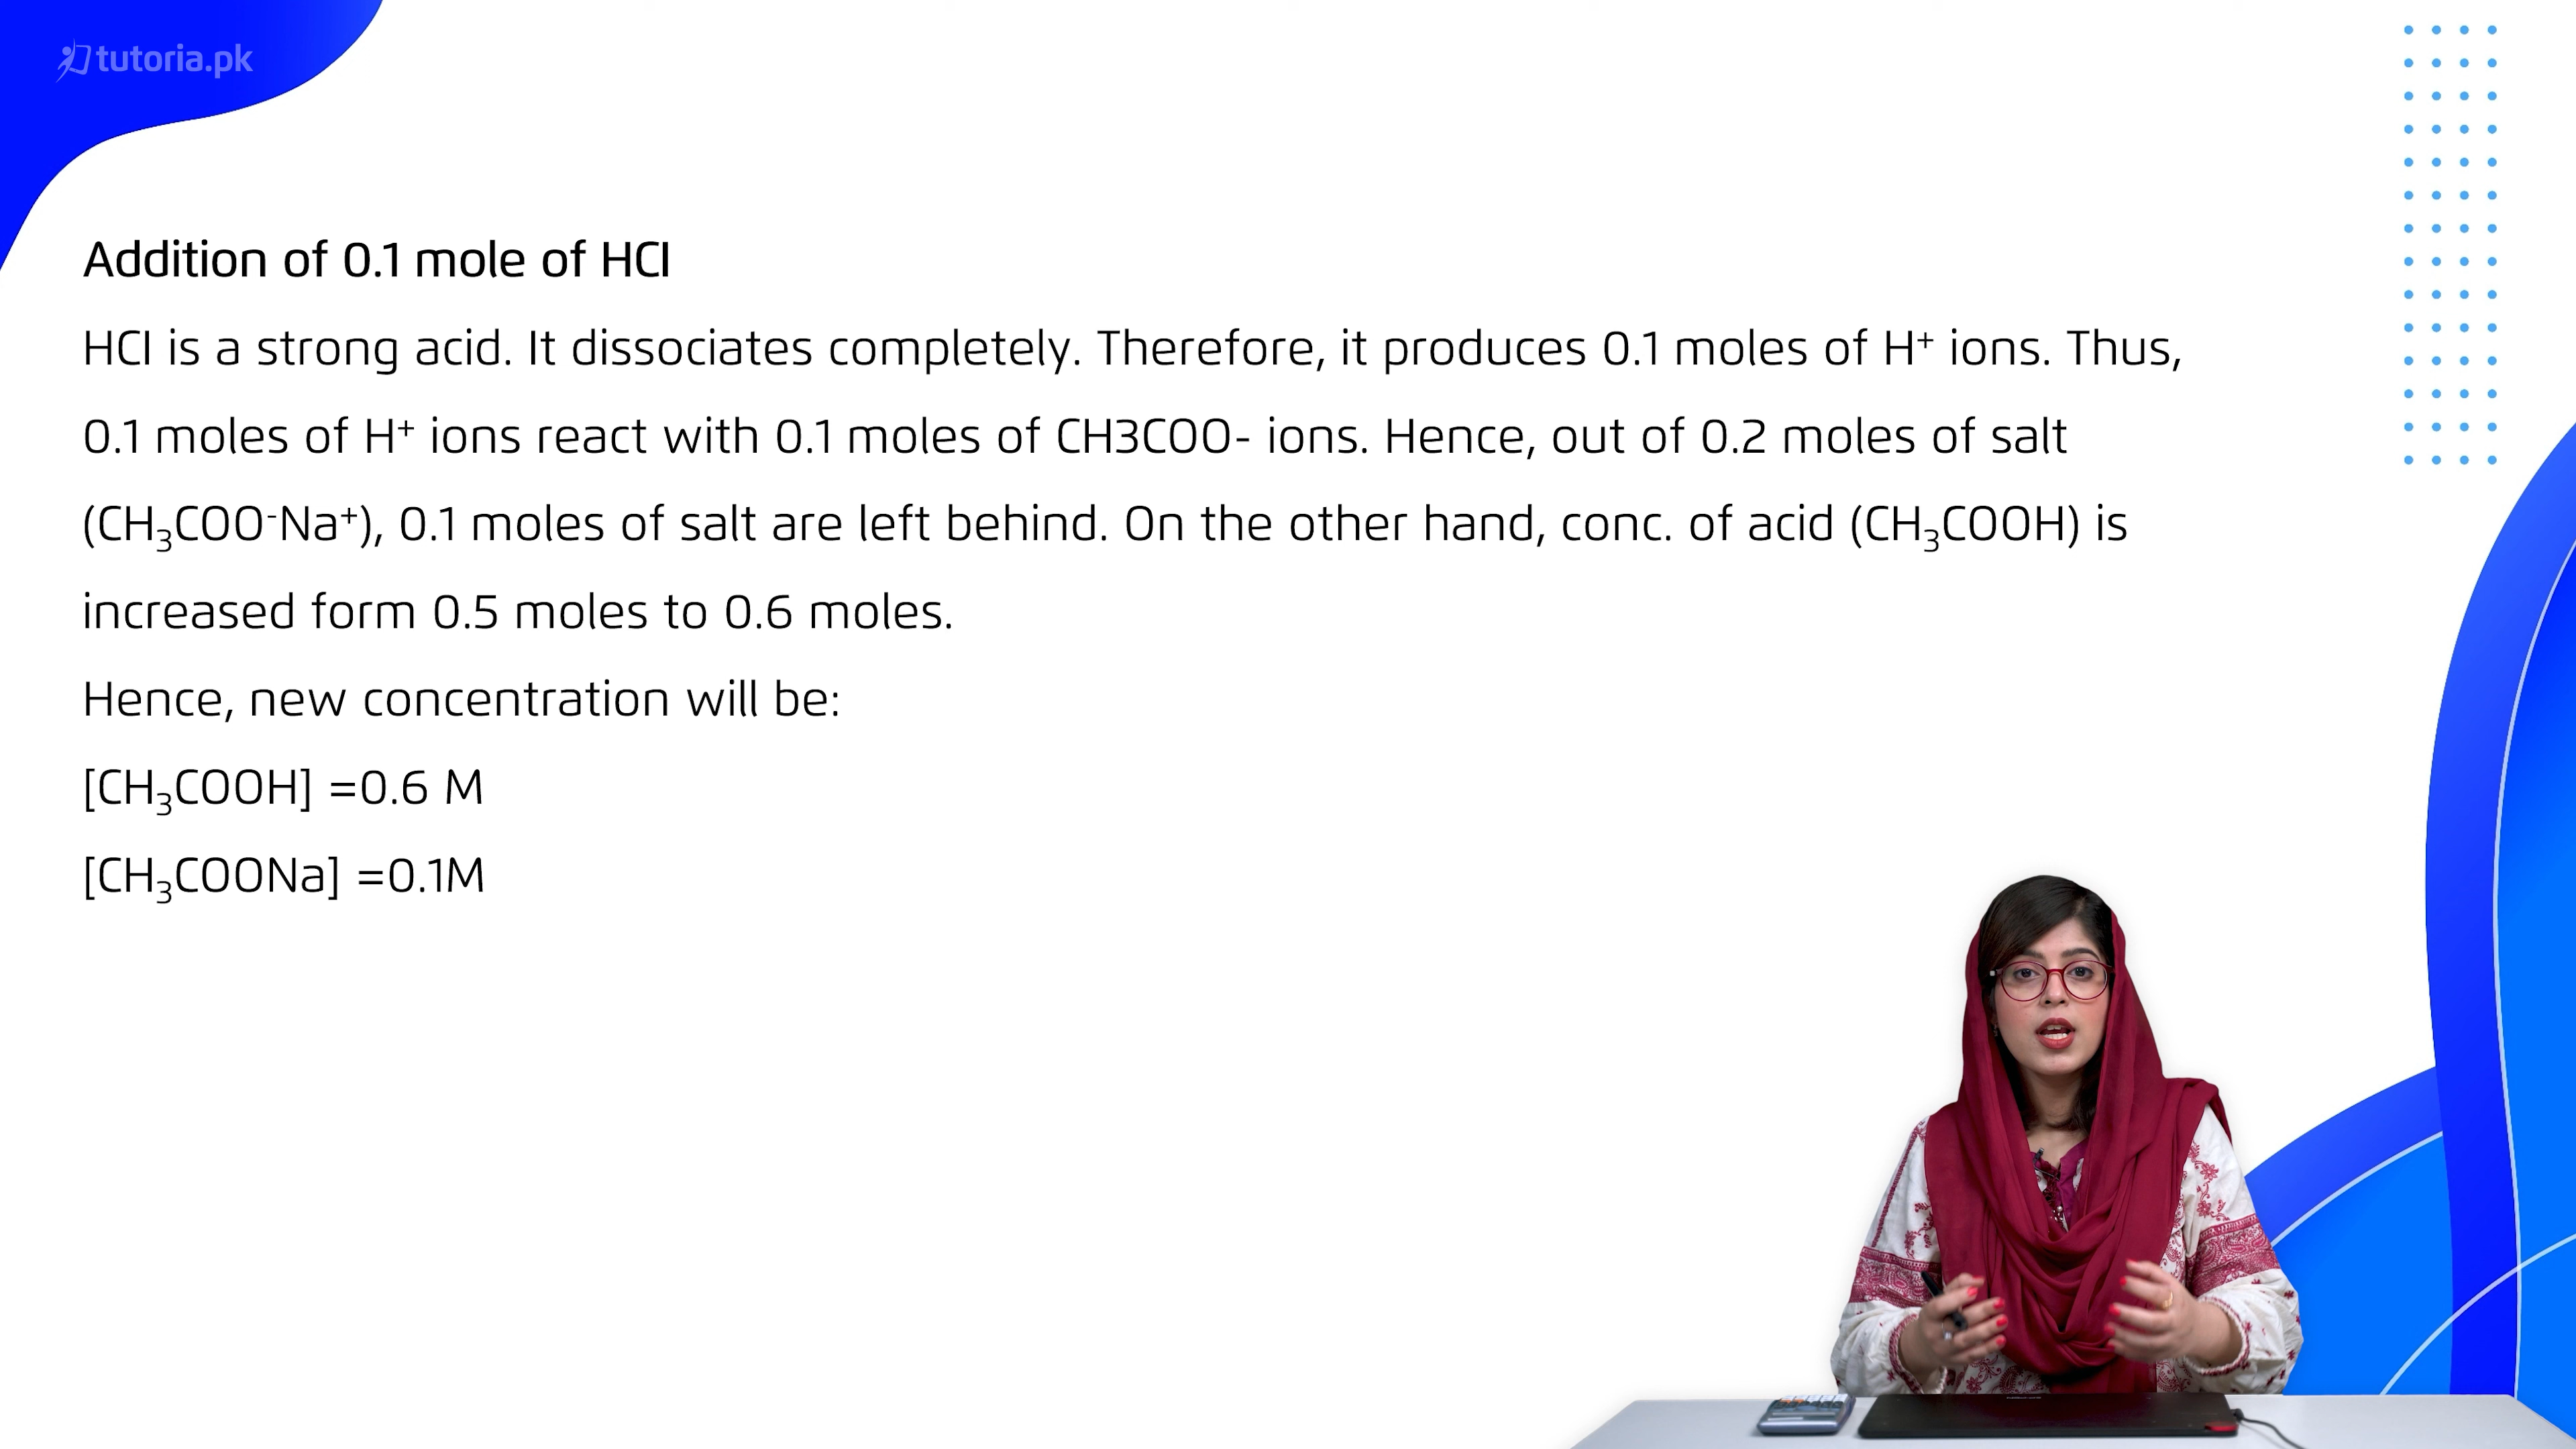 tutoria.pk
Addition of 0.1 mole of HCl
HCl is a strong acid. It dissociates completely. Therefore, it produces 0.1 moles of H⁺ ions. Thus,
0.1 moles of H⁺ ions react with 0.1 moles of CH3COO- ions. Hence, out of 0.2 moles of salt
(CH₃COO⁻Na⁺), 0.1 moles of salt are left behind. On the other hand, conc. of acid (CH₃COOH) is
increased form 0.5 moles to 0.6 moles.
Hence, new concentration will be:
[CH₃COOH] =0.6 M
[CH₃COONa] =0.1M